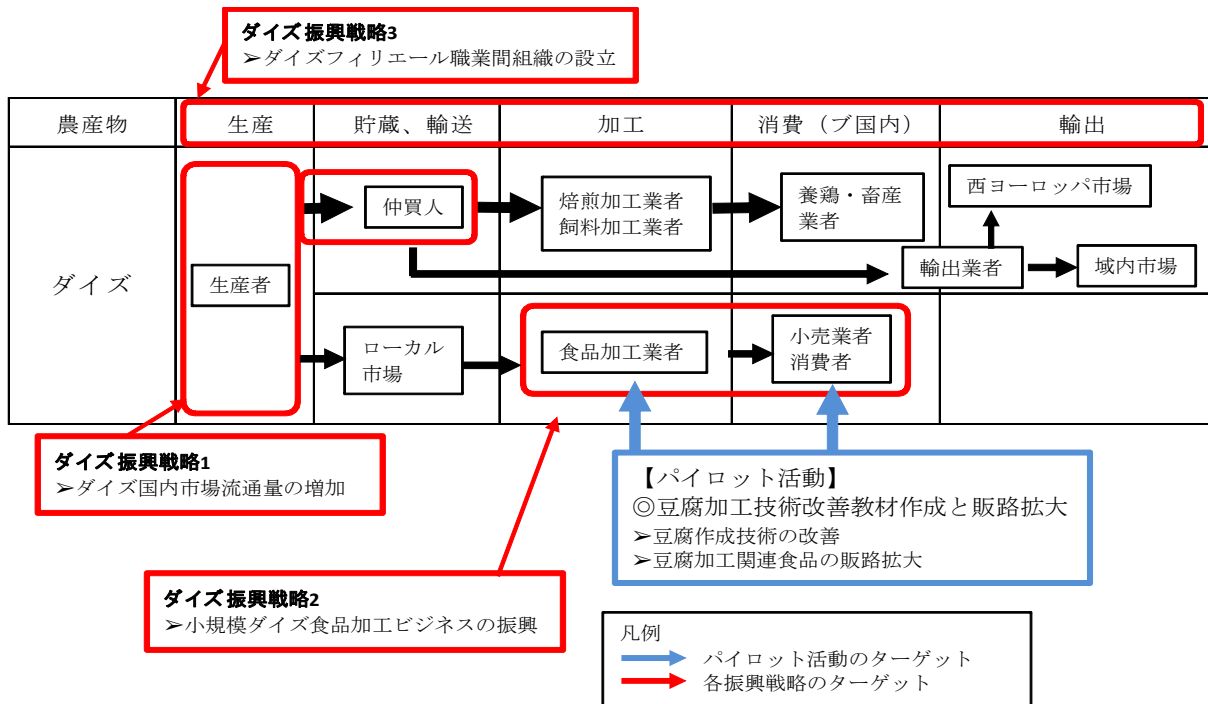 ダイズ振興戦略3
➢ダイズフィリエール職業間組織の設立
農産物
生産
貯蔵、輸送
加工
消費（ブ国内）
輸出
ダイズ
生産者
仲買人
焙煎加工業者
飼料加工業者
養鶏・畜産
業者
西ヨーロッパ市場
輸出業者
域内市場
ローカル
市場
食品加工業者
小売業者
消費者
ダイズ振興戦略1
➢ダイズ国内市場流通量の増加
【パイロット活動】
◎豆腐加工技術改善教材作成と販路拡大
➢豆腐作成技術の改善
➢豆腐加工関連食品の販路拡大
ダイズ振興戦略2
➢小規模ダイズ食品加工ビジネスの振興
凡例
パイロット活動のターゲット
各振興戦略のターゲット